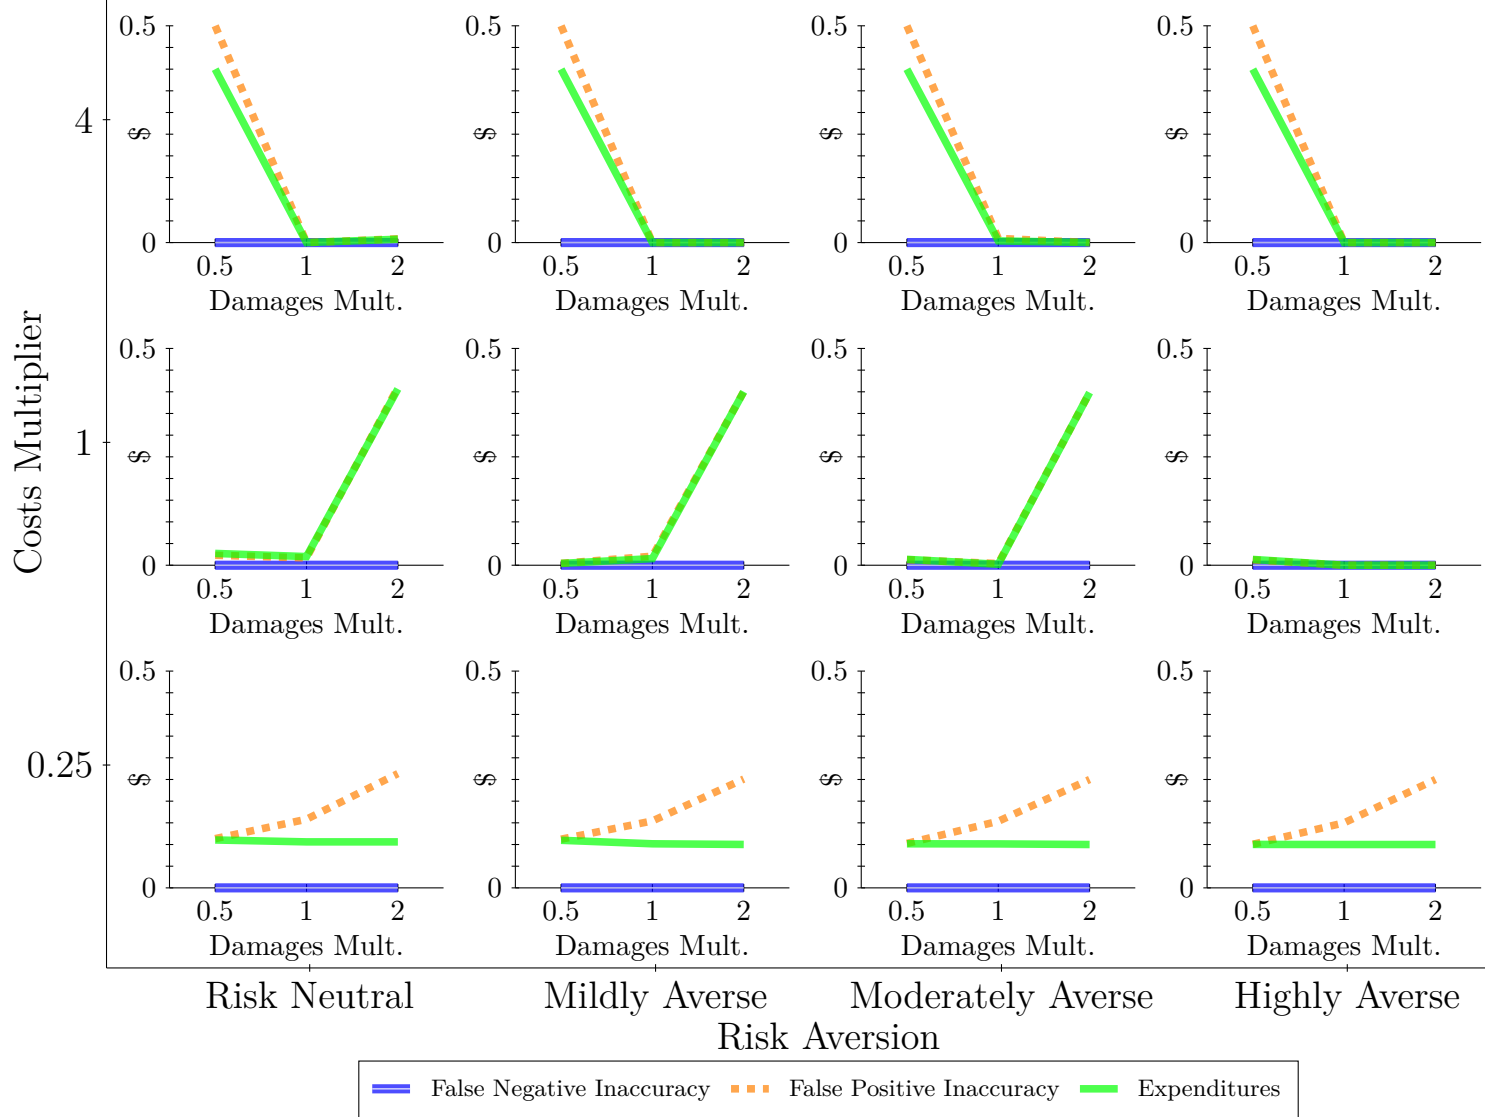 0.5 0.5 0.5 0.5
4 $ $ $ $
0 0 0 0
0.5 1 2 0.5 1 2 0.5 1 2 0.5 1 2
Damages Mult. Damages Mult. Damages Mult. Damages Mult.
Costs Multiplier
0.5 0.5 0.5 0.5
1 $ $ $ $
0 0 0 0
0.5 1 2 0.5 1 2 0.5 1 2 0.5 1 2
Damages Mult. Damages Mult. Damages Mult. Damages Mult.
0.5 0.5 0.5 0.5
0.25 $ $ $ $
0 0 0 0
0.5 1 2 0.5 1 2 0.5 1 2 0.5 1 2
Damages Mult. Damages Mult. Damages Mult. Damages Mult.
Risk Neutral Mildly Averse Moderately Averse Highly Averse
Risk Aversion
False Negative Inaccuracy False Positive Inaccuracy Expenditures